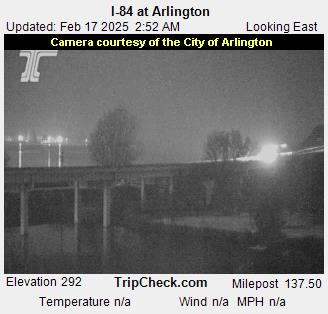 I-84 at Arlington
Updated: Feb 17 2025 2:52 AM Looking East
Camera courtesy of the City of Arlington
Elevation 292 TripCheck.com Milepost 137.50
Temperature n/a Wind n/a MPH n/a